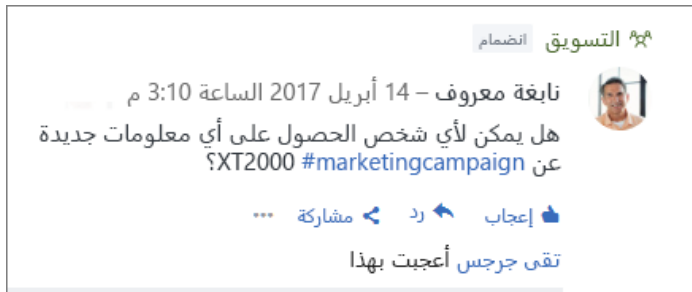 التسويق انضمام
نابغة معروف – 14 أبريل 2017 الساعة 3:10 م
هل يمكن لأي شخص الحصول على أي معلومات جديدة
عن XT2000 #marketingcampaign؟
إعجاب رد مشاركة ...
تقى جرجس أعجبت بهذا